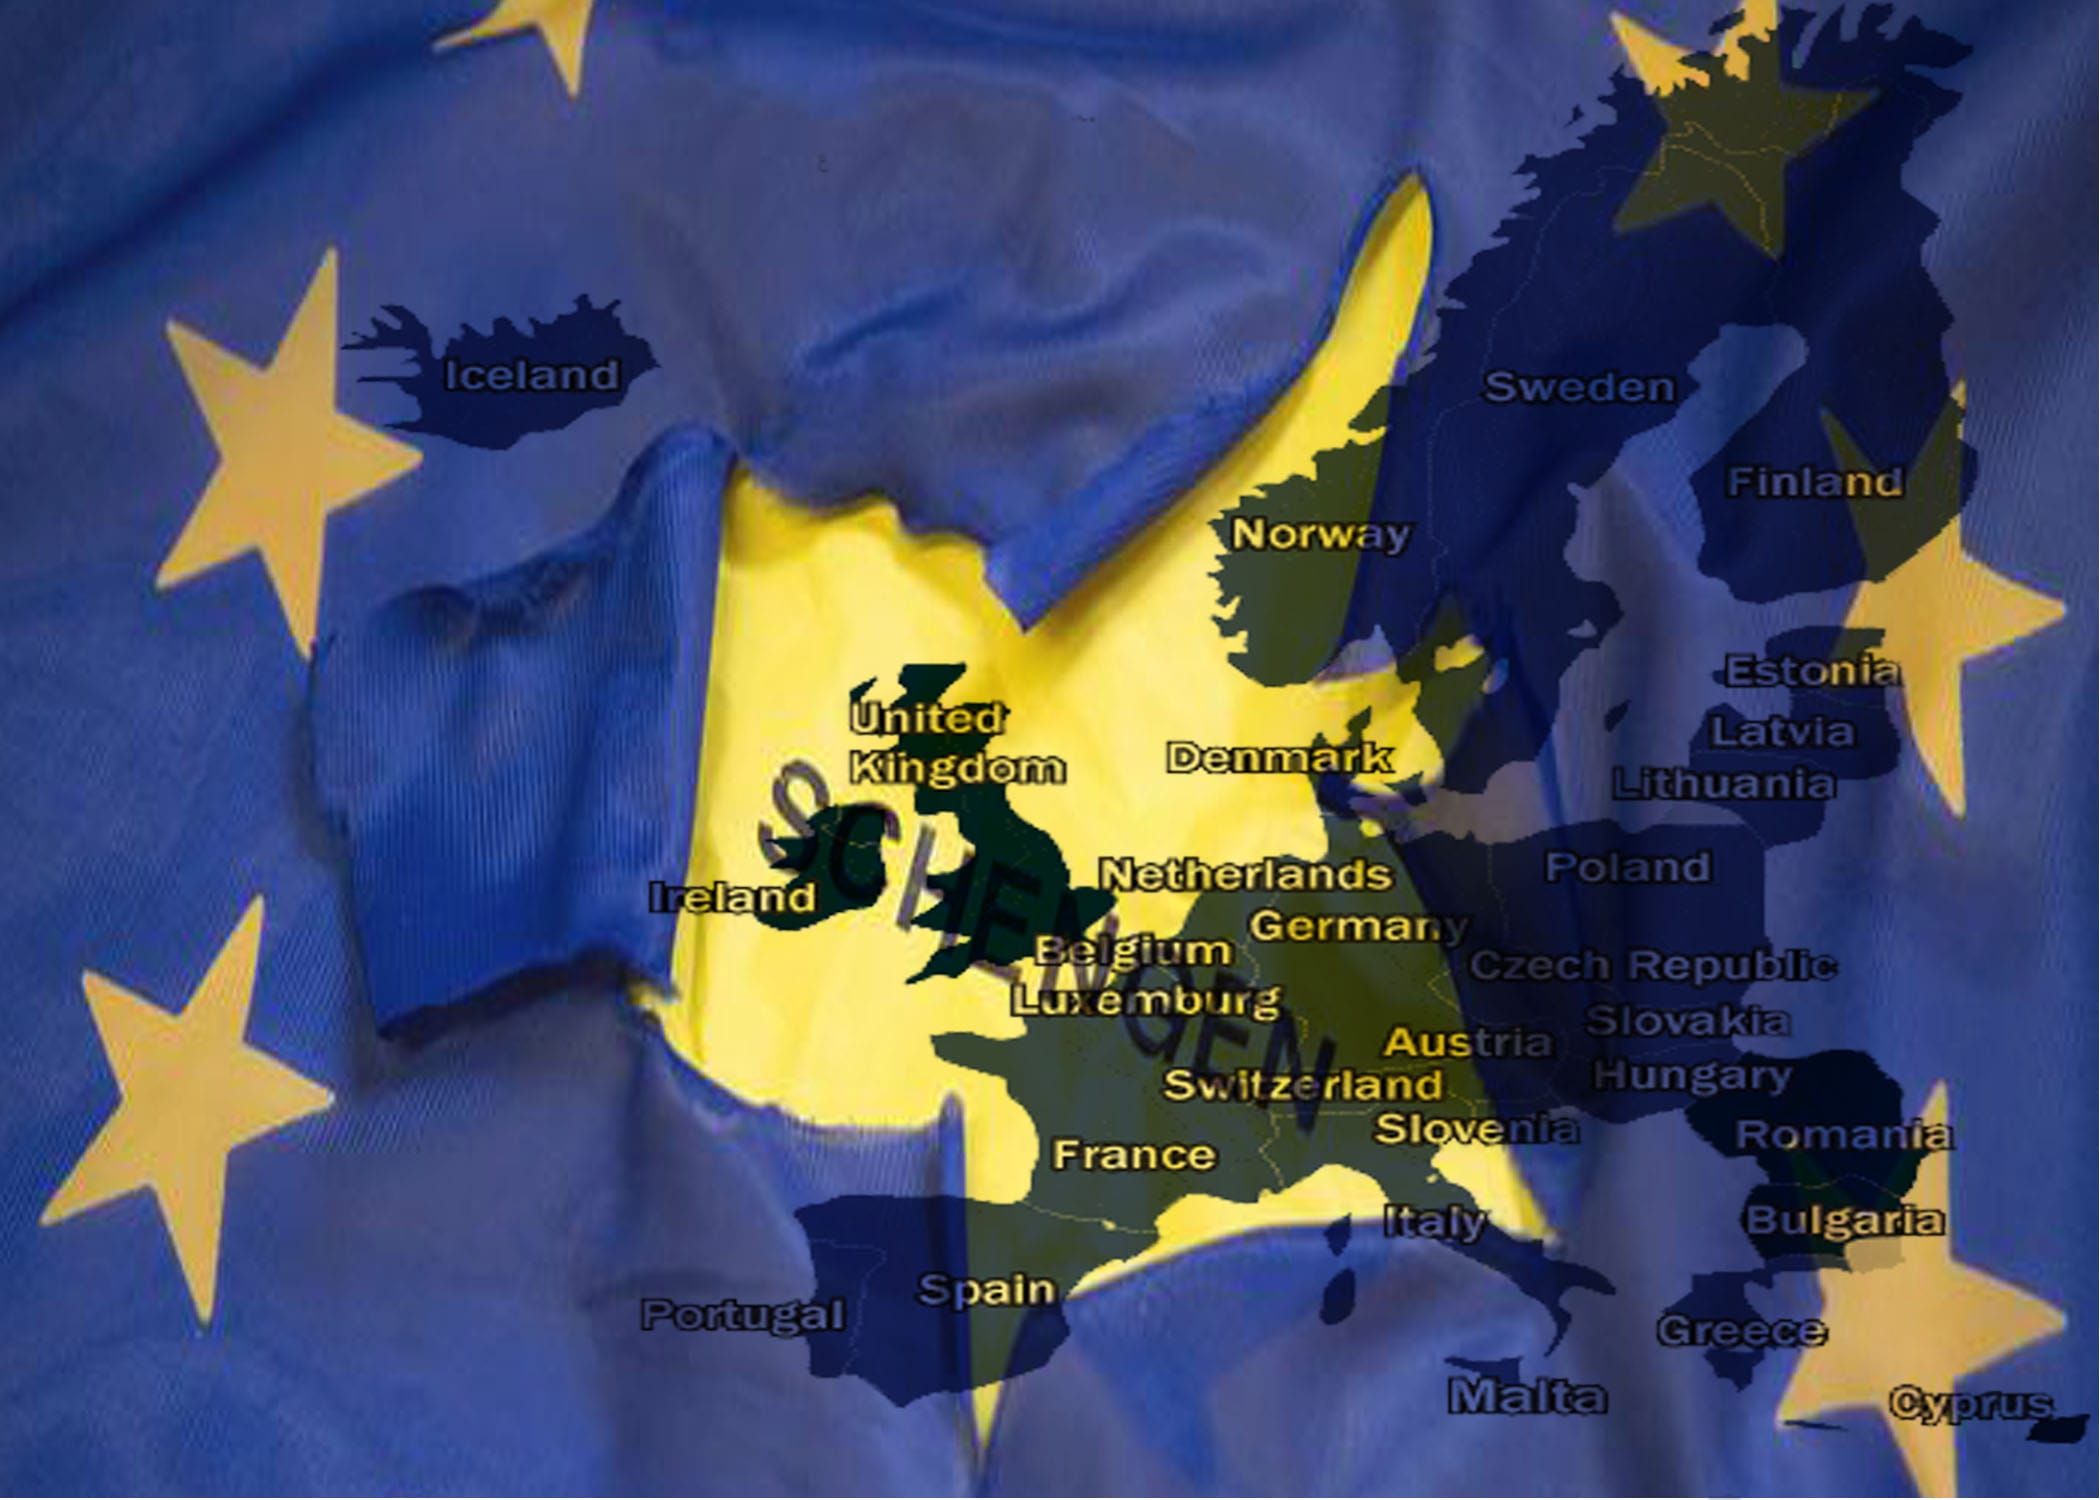 Iceland
Sweden
Finland
Norway
Estonia
United
Kingdom
Latvia
Denmark
Lithuania
SCHENGEN
Poland
Netherlands
Ireland
Germany
Belgium
Czech Republic
Luxemburg
Slovakia
Austria
Hungary
Switzerland
Slovenia
Romania
France
Italy
Bulgaria
Spain
Portugal
Greece
Malta
Cyprus